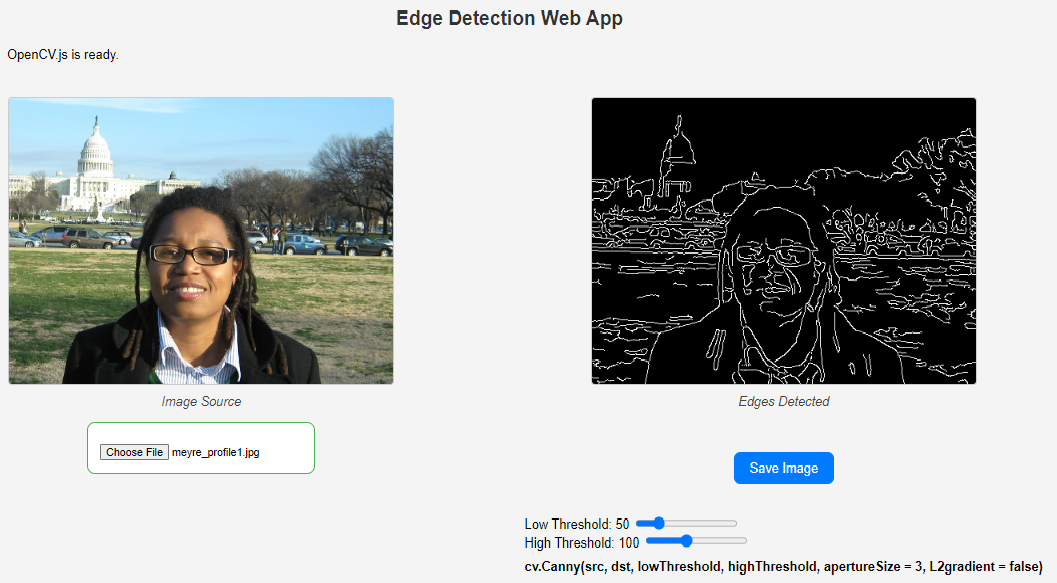 Edge Detection Web App
OpenCV.js is ready.
Image Source
Edges Detected
Choose File meyre_profile1.jpg
Save Image
Low Threshold: 50
High Threshold: 100
cv.Canny(src, dst, lowThreshold, highThreshold, apertureSize = 3, L2gradient = false)